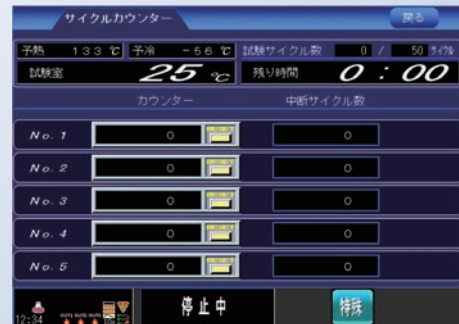 サイクルカウンター 戻る
予熱 133 ℃ 予冷 -56 ℃ 試験サイクル数 0 / 50 サイクル
試験室 25 ℃ 残り時間 0 : 00
カウンター 中断サイクル数
No. 1 0 0
No. 2 0 0
No. 3 0 0
No. 4 0 0
No. 5 0 0
12:34 停止中 特殊